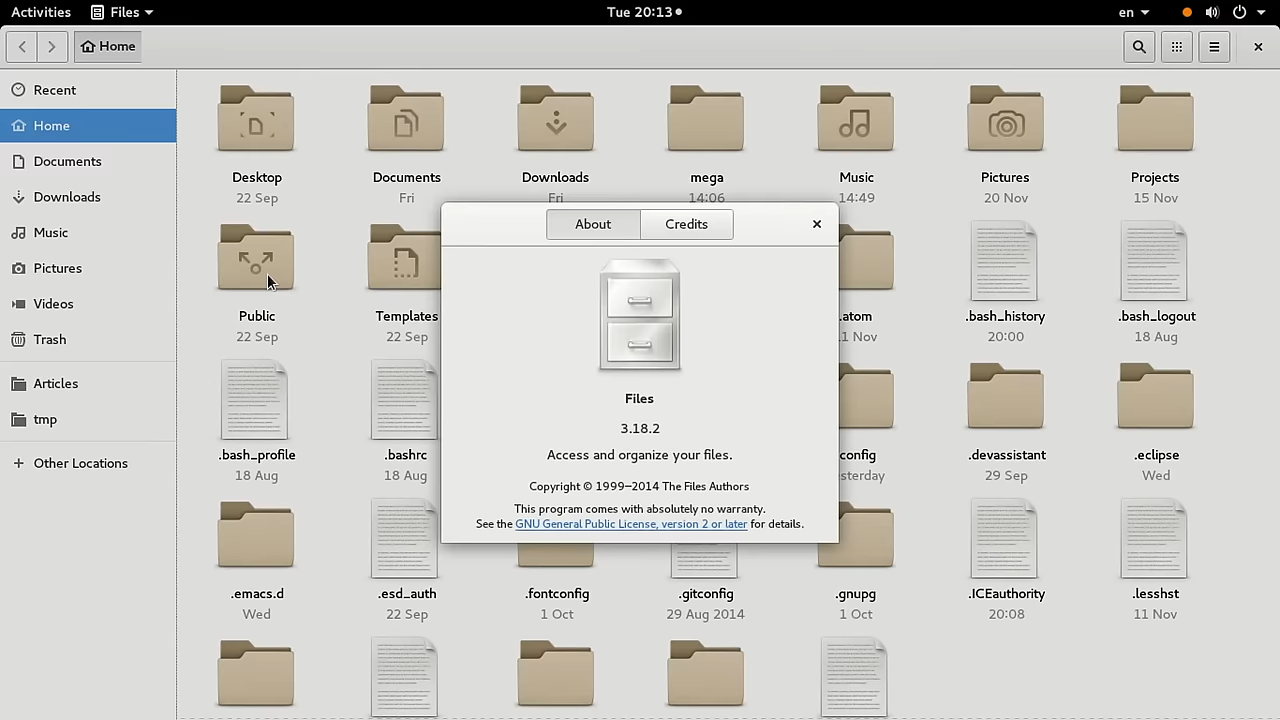 Activities Files Tue 20:13 en
Home
Recent
Home
Documents
Downloads
Music
Pictures
Videos
Trash
Articles
tmp
Other Locations
Desktop Documents Downloads mega Music Pictures Projects
22 Sep Fri Fri 14:06 14:49 20 Nov 15 Nov
Public Templates .atom .bash_history .bash_logout
22 Sep 22 Sep 1 Nov 20:00 18 Aug
.bash_profile .bashrc config .devassistant .eclipse
18 Aug 18 Aug sterday 29 Sep Wed
.emacs.d .esd_auth .fontconfig .gitconfig .gnupg .ICEauthority .lesshst
Wed 22 Sep 1 Oct 29 Aug 2014 1 Oct 20:08 11 Nov
About Credits
Files
3.18.2
Access and organize your files.
Copyright © 1999–2014 The Files Authors
This program comes with absolutely no warranty.
See the GNU General Public License, version 2 or later for details.